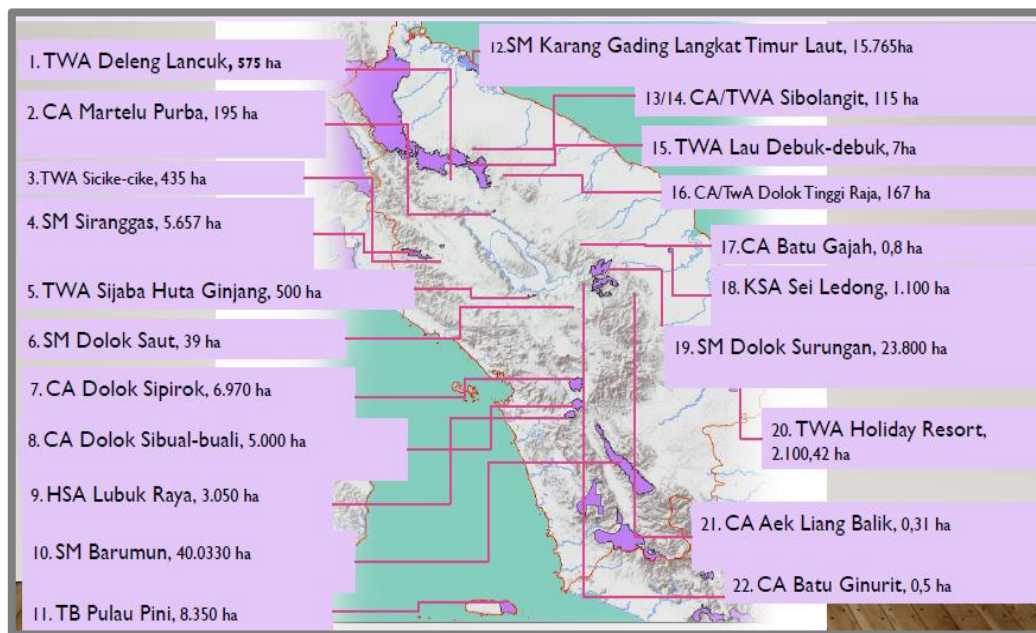 1. TWA Deleng Lancuk, 575 ha
2. CA Martelu Purba, 195 ha
3.TWA Sicike-cike, 435 ha
4. SM Siranggas, 5.657 ha
5. TWA Sijaba Huta Ginjang, 500 ha
6. SM Dolok Saut, 39 ha
7. CA Dolok Sipirok, 6.970 ha
8. CA Dolok Sibual-buali, 5.000 ha
9. HSA Lubuk Raya, 3.050 ha
10. SM Barumun, 40.0330 ha
11. TB Pulau Pini, 8.350 ha
12.SM Karang Gading Langkat Timur Laut, 15.765ha
13/14. CA/TWA Sibolangit, 115 ha
15. TWA Lau Debuk-debuk, 7ha
16. CA/TwA Dolok Tinggi Raja, 167 ha
17.CA Batu Gajah, 0,8 ha
18. KSA Sei Ledong, 1.100 ha
19. SM Dolok Surungan, 23.800 ha
20. TWA Holiday Resort,
2.100,42 ha
21. CA Aek Liang Balik, 0,31 ha
22. CA Batu Ginurit, 0,5 ha